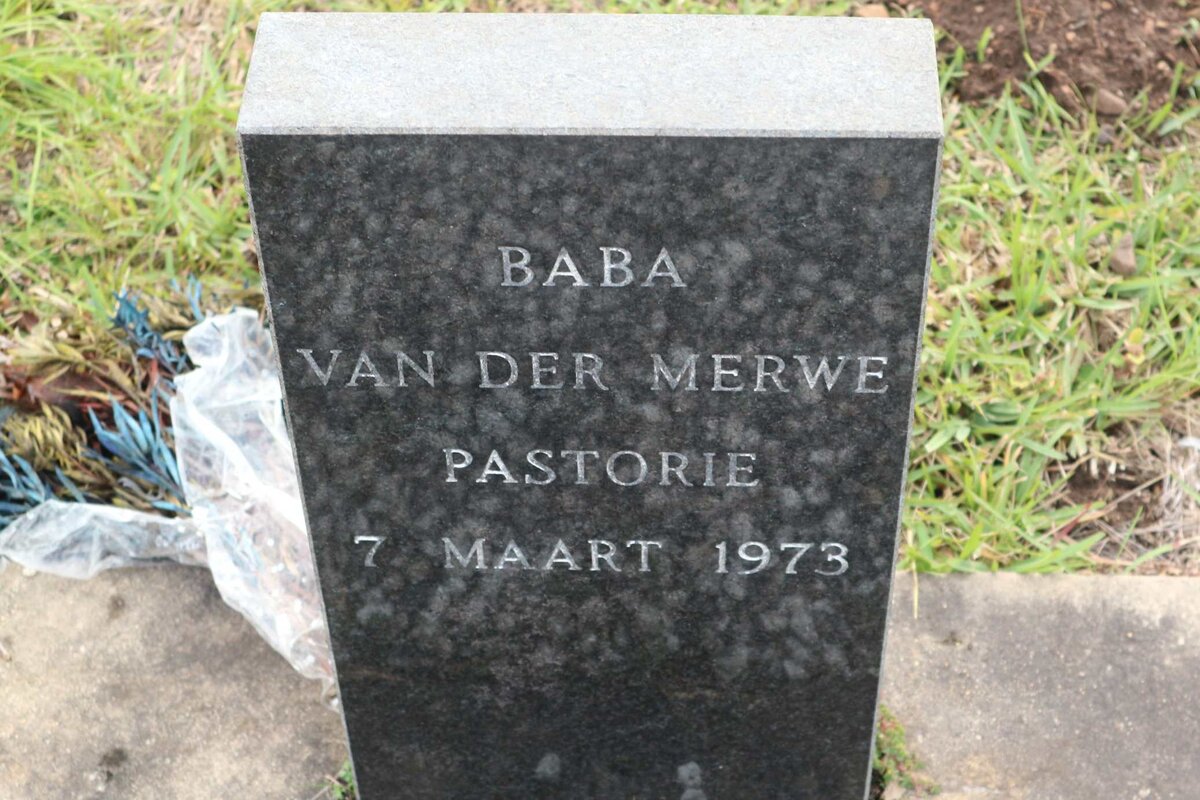 BABA
VAN DER MERWE
PASTORIE
7 MAART 1973